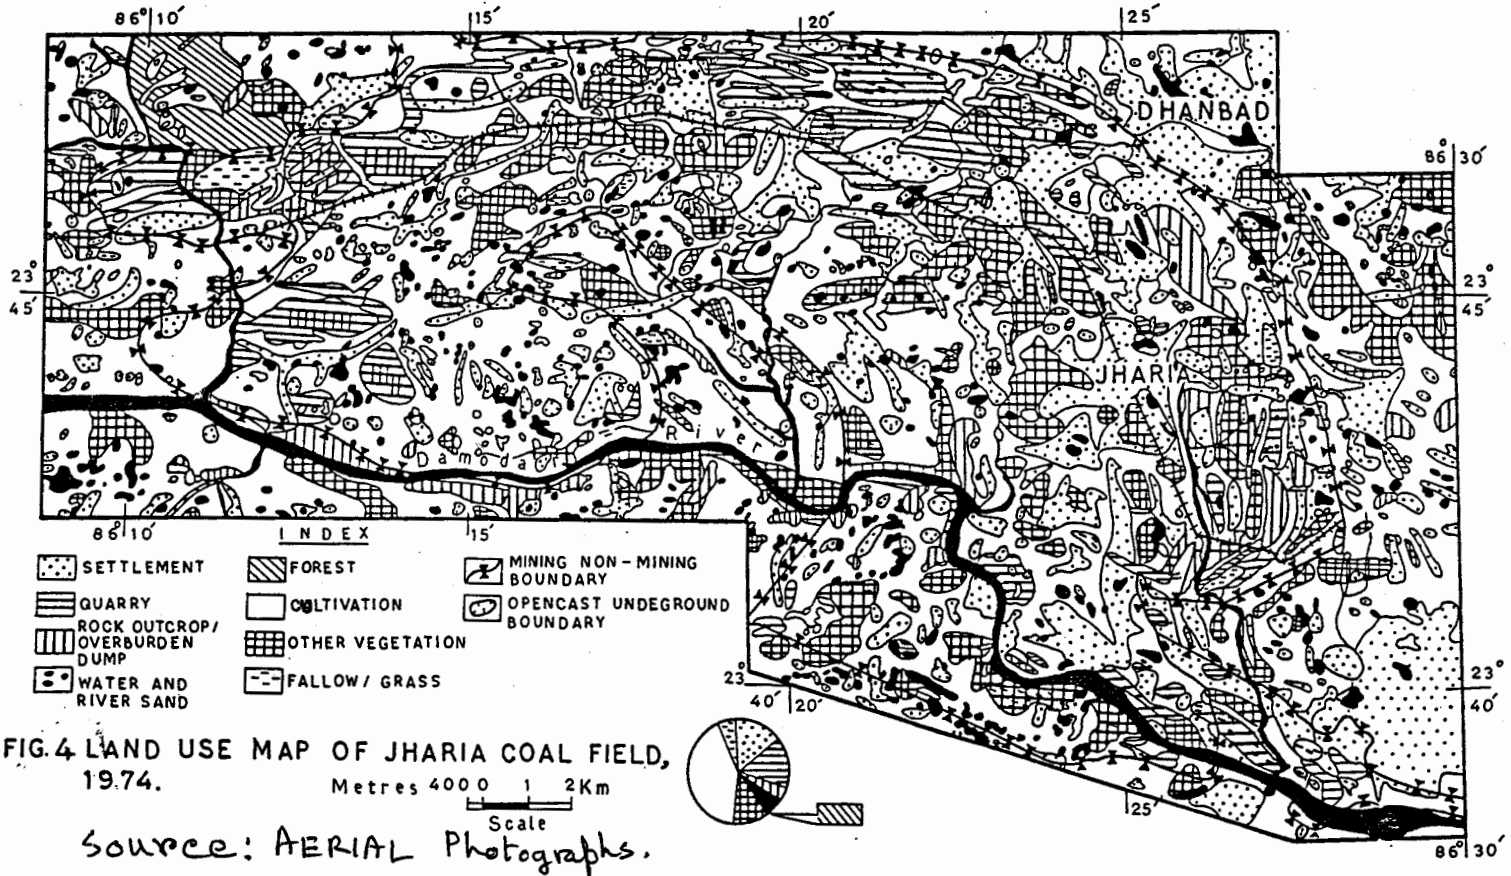 86° 10′ 15′ 20′ 25′
DHANBAD
86° 30′
23° 45′
23° 45′
JHARIA
Damodar River
86° 10′ 15′
INDEX
SETTLEMENT
QUARRY
ROCK OUTCROP/
OVERBURDEN
DUMP
WATER AND
RIVER SAND
FOREST
CULTIVATION
OTHER VEGETATION
FALLOW/ GRASS
MINING NON-MINING
BOUNDARY
OPENCAST UNDEGROUND
BOUNDARY
23° 40′ 20′
23° 40′
25′
86° 30′
FIG. 4 LAND USE MAP OF JHARIA COAL FIELD,
1974.
Metres 400 0 1 2Km
Scale
Source: AERIAL Photographs.